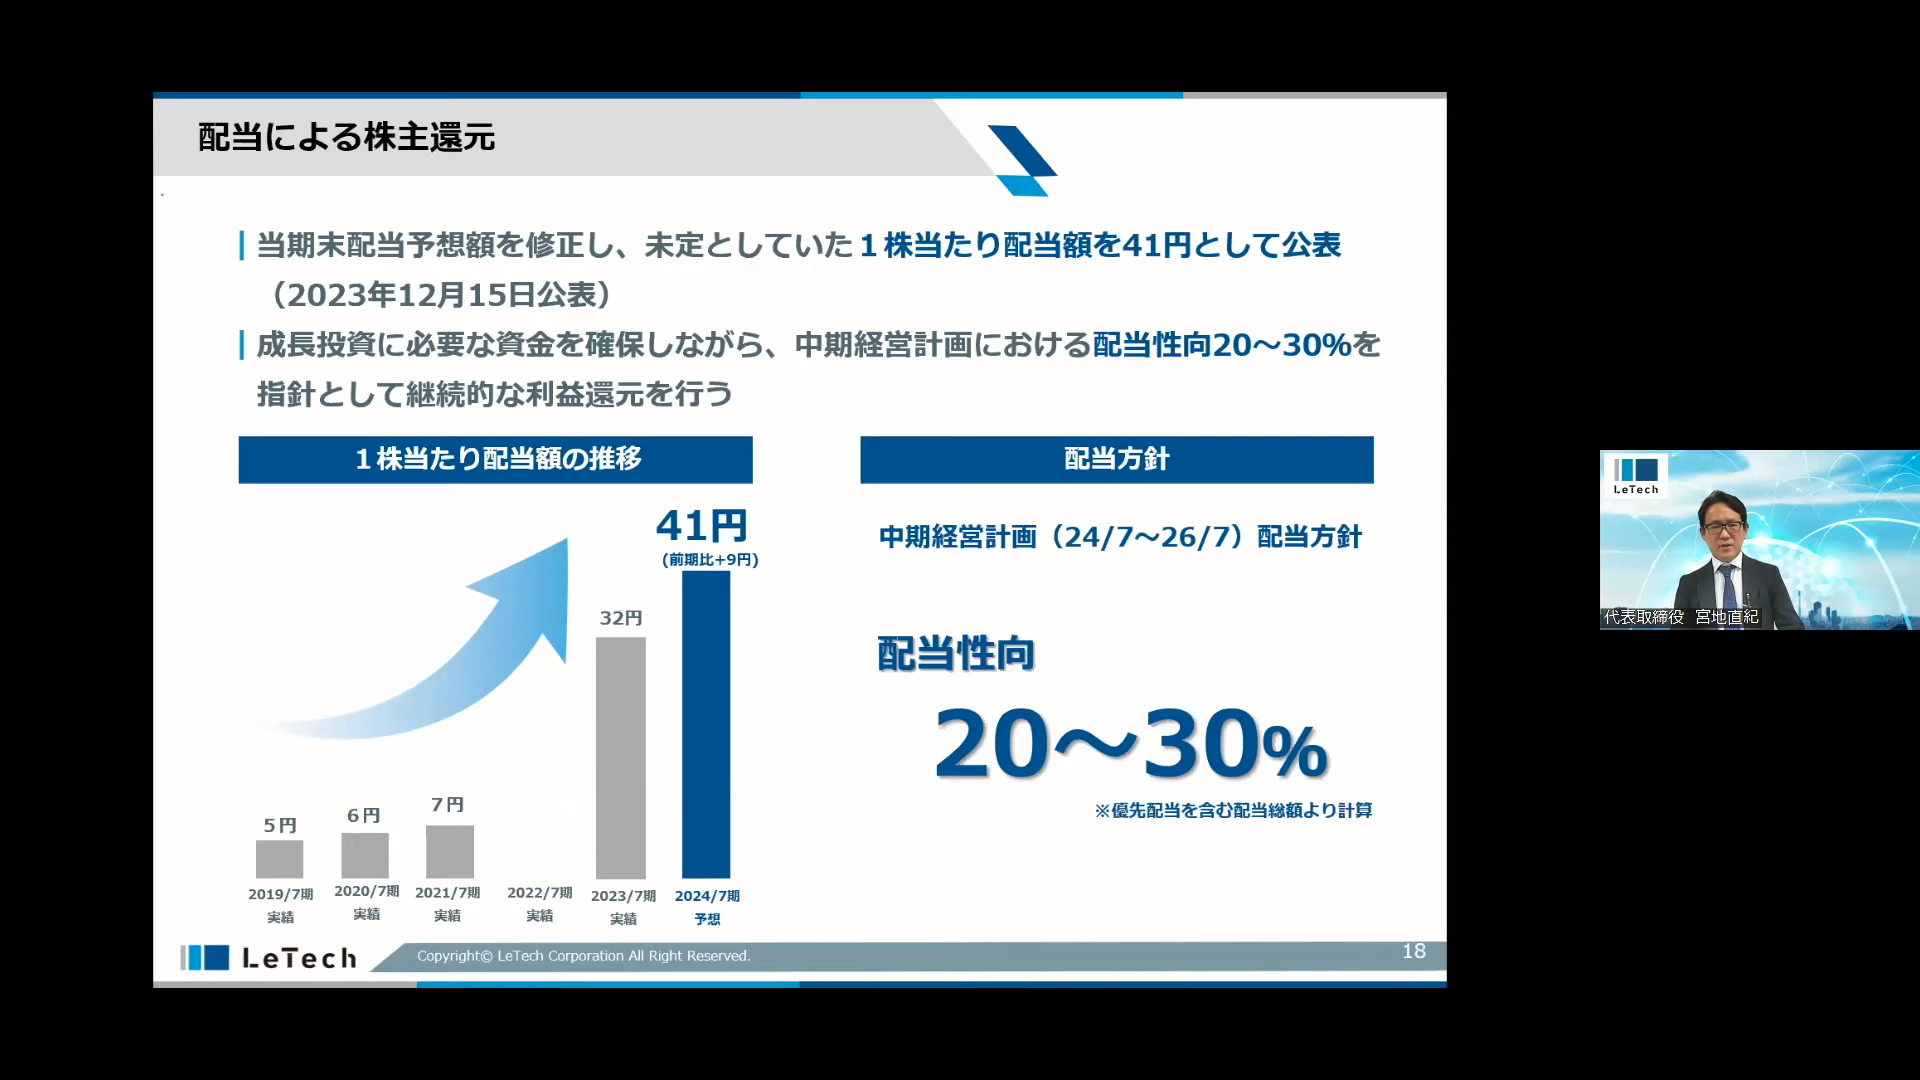 配当による株主還元
当期末配当予想額を修正し、未定としていた１株当たり配当額を41円として公表
（2023年12月15日公表）
成長投資に必要な資金を確保しながら、中期経営計画における配当性向20～30%を
指針として継続的な利益還元を行う
１株当たり配当額の推移
41円
(前期比+9円)
32円
７円
６円
５円
2019/7期
実績
2020/7期
実績
2021/7期
実績
2022/7期
実績
2023/7期
実績
2024/7期
予想
配当方針
中期経営計画（24/7～26/7）配当方針
配当性向
20～30%
※優先配当を含む配当総額より計算
LeTech
Copyright© LeTech Corporation All Right Reserved.
18
LeTech
代表取締役 宮地直紀